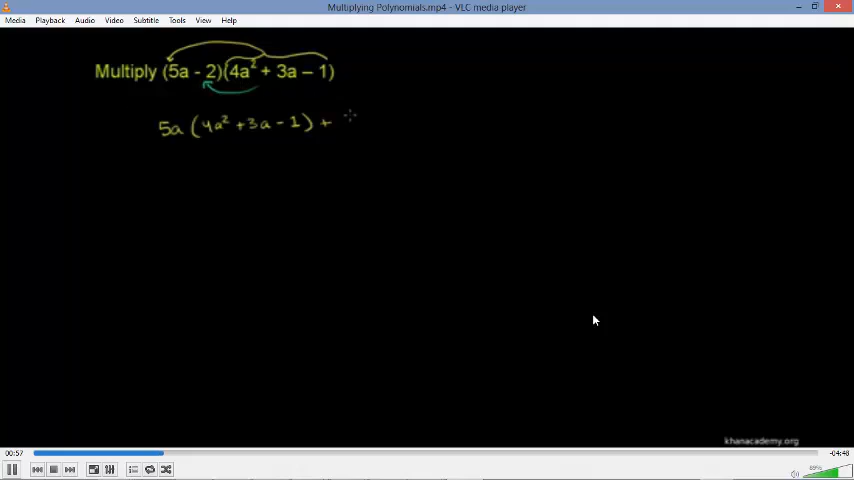 Multiplying Polynomials.mp4 - VLC media player
Media Playback Audio Video Subtitle Tools View Help
Multiply (5a - 2)(4a² + 3a – 1)
5a (4a² + 3a - 1) +
khanacademy.org
00:57 -04:48
89%